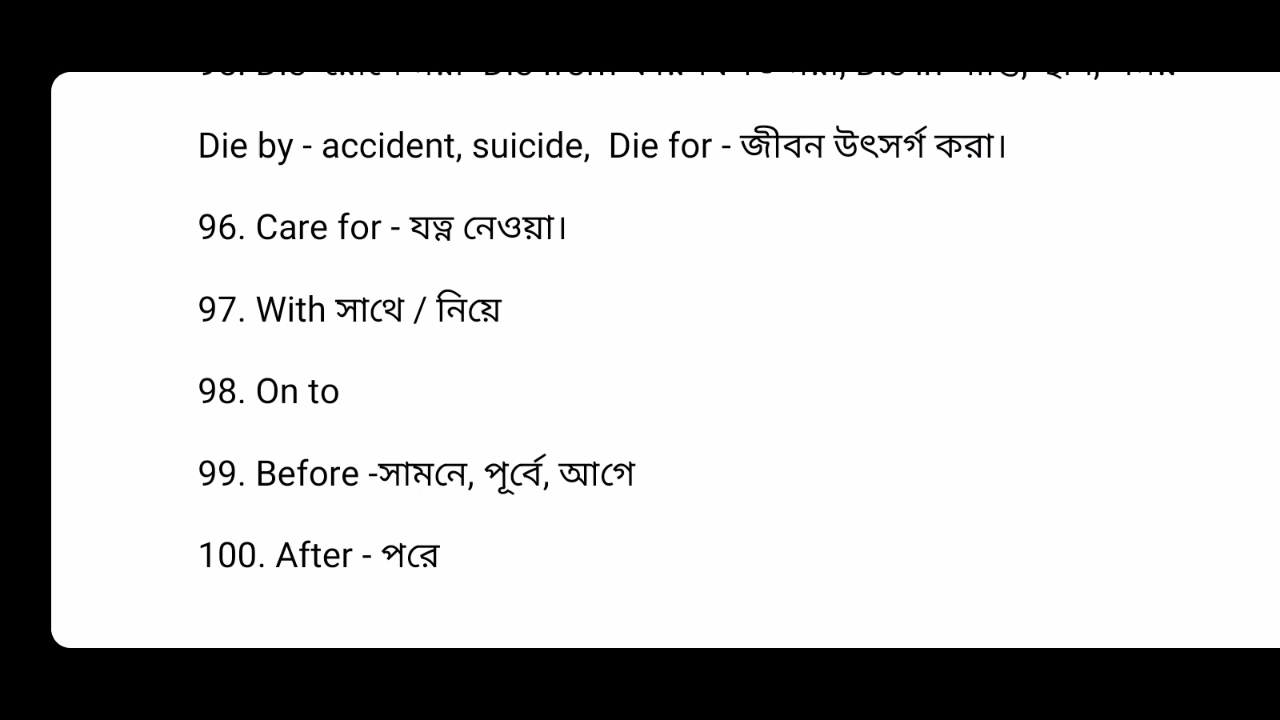 Die by - accident, suicide, Die for - জীবন উৎসর্গ করা।
96. Care for - যত্ন নেওয়া।
97. With সাথে / নিয়ে
98. On to
99. Before -সামনে, পূর্বে, আগে
100. After - পরে